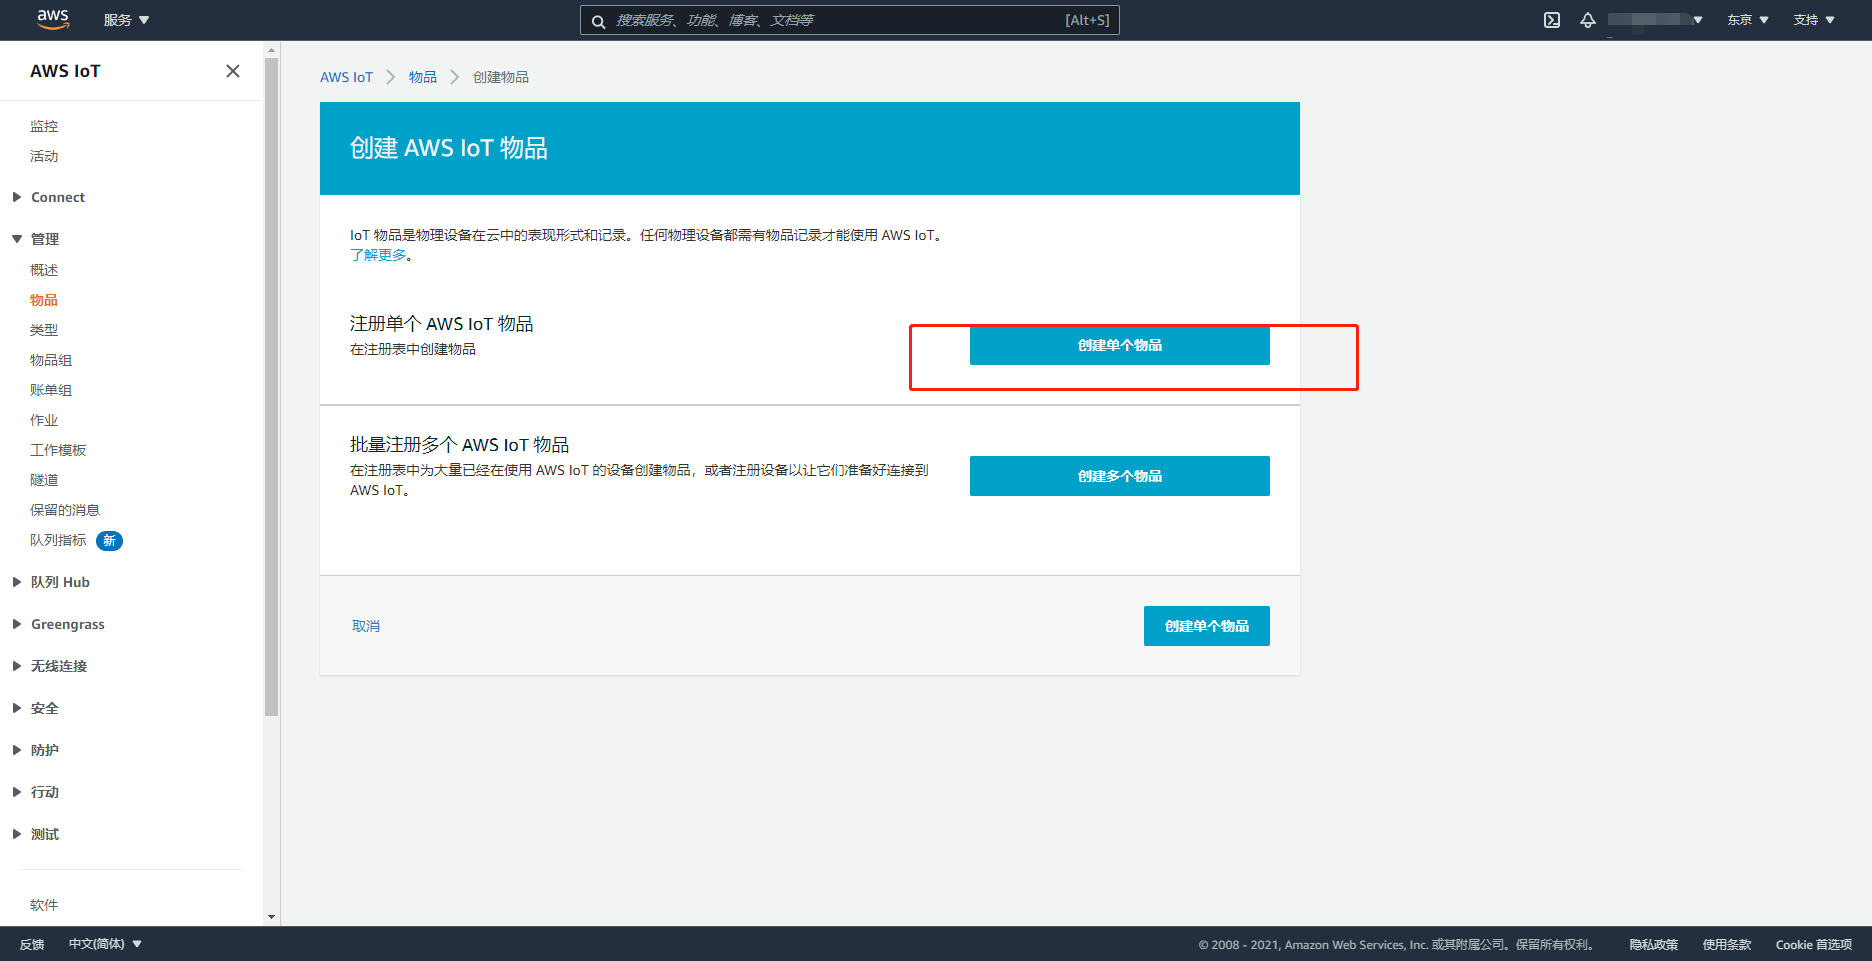 aws 服务 搜索服务、功能、博客、文档等 [Alt+S] 东京 支持
AWS IoT
监控
活动
Connect
管理
概述
物品
类型
物品组
账单组
作业
工作模板
隧道
保留的消息
队列指标 新
队列 Hub
Greengrass
无线连接
安全
防护
行动
测试
软件
AWS IoT 物品 创建物品
创建 AWS IoT 物品
IoT 物品是物理设备在云中的表现形式和记录。任何物理设备都需有物品记录才能使用 AWS IoT。
了解更多。
注册单个 AWS IoT 物品
在注册表中创建物品
创建单个物品
批量注册多个 AWS IoT 物品
在注册表中为大量已经在使用 AWS IoT 的设备创建物品，或者注册设备以让它们准备好连接到
AWS IoT。
创建多个物品
取消 创建单个物品
反馈 中文(简体) © 2008 - 2021, Amazon Web Services, Inc. 或其附属公司。保留所有权利。 隐私政策 使用条款 Cookie 首选项